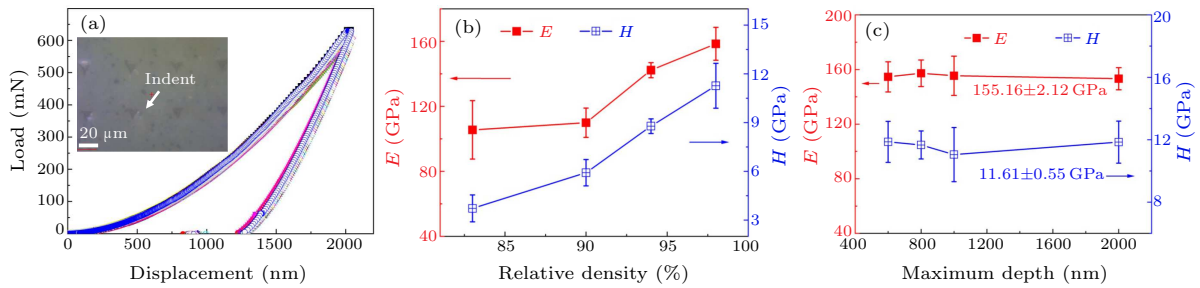 (a)
600
500
400
300
200
100
0
Load (mN)
Indent
20 µm
0
500
1000
1500
2000
Displacement (nm)
(b)
E
H
160
120
80
40
E (GPa)
15
12
9
6
3
H (GPa)
85
90
95
100
Relative density (%)
(c)
E
H
200
160
120
80
40
E (GPa)
155.16±2.12 GPa
11.61±0.55 GPa
20
16
12
8
H (GPa)
400
800
1200
1600
2000
Maximum depth (nm)